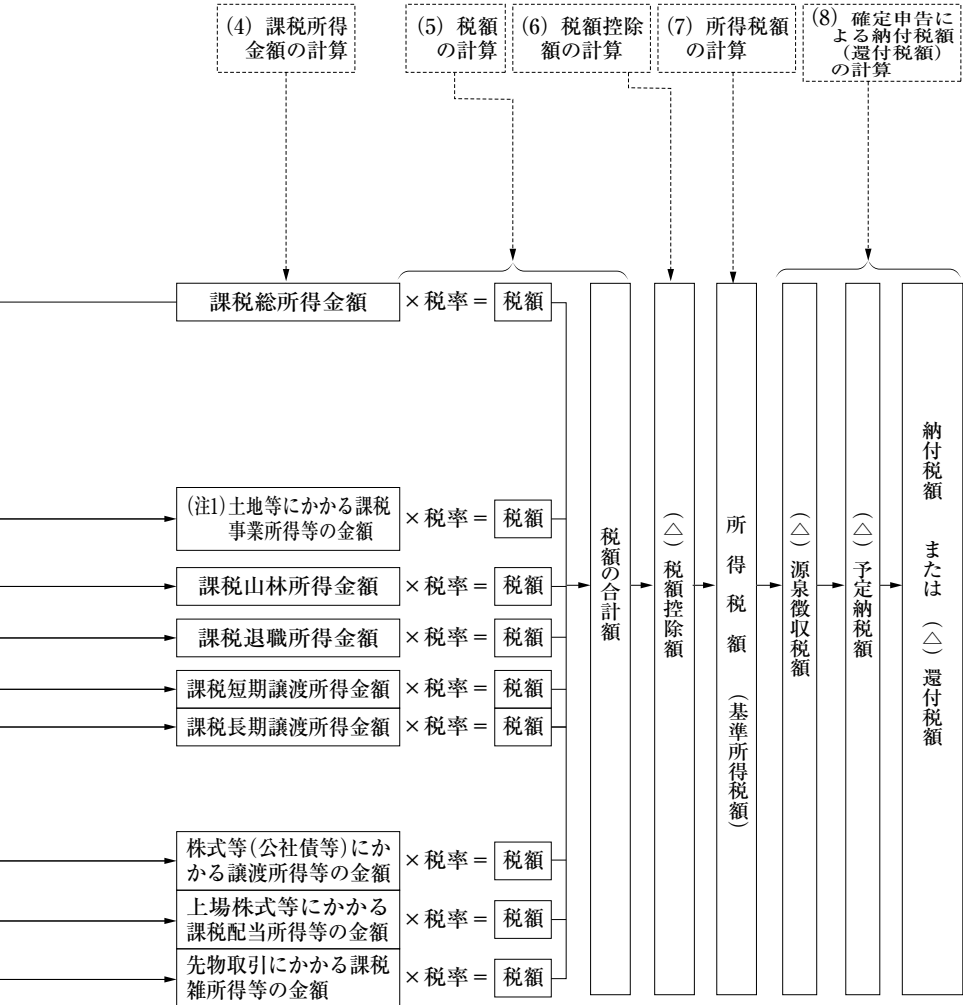 (4) 課税所得
金額の計算
(5) 税額
の計算
(6) 税額控除
額の計算
(7) 所得税額
の計算
(8) 確定申告に
よる納付税額
(還付税額)
の計算
課税総所得金額 ×税率= 税額
(注1)土地等にかかる課税
事業所得等の金額 ×税率= 税額
課税山林所得金額 ×税率= 税額
課税退職所得金額 ×税率= 税額
課税短期譲渡所得金額 ×税率= 税額
課税長期譲渡所得金額 ×税率= 税額
株式等(公社債等)にか
かる譲渡所得等の金額 ×税率= 税額
上場株式等にかかる
課税配当所得等の金額 ×税率= 税額
先物取引にかかる課税
雑所得等の金額 ×税率= 税額
税額の合計額
(△)税額控除額
所得税額 (基準所得税額)
(△)源泉徴収税額
(△)予定納税額
納付税額 または (△)還付税額